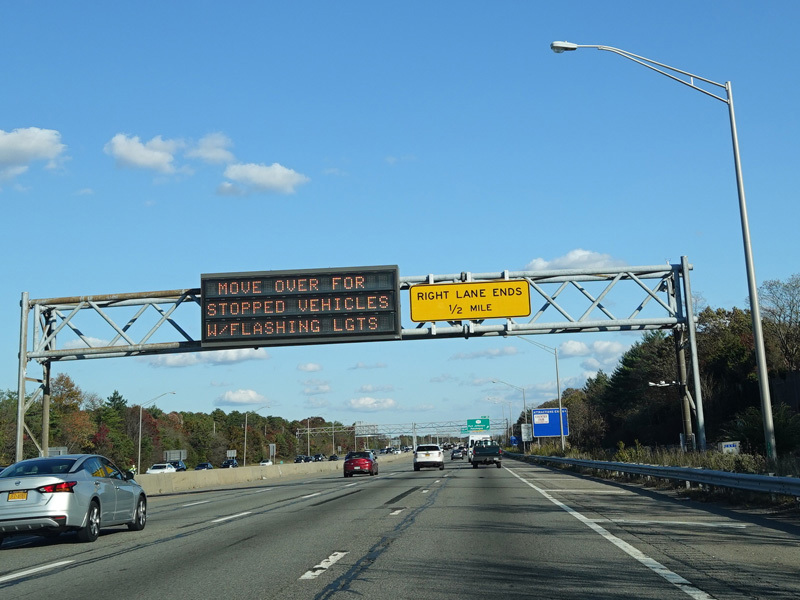 MOVE OVER FOR
STOPPED VEHICLES
W/FLASHING LGTS
RIGHT LANE ENDS
1/2 MILE